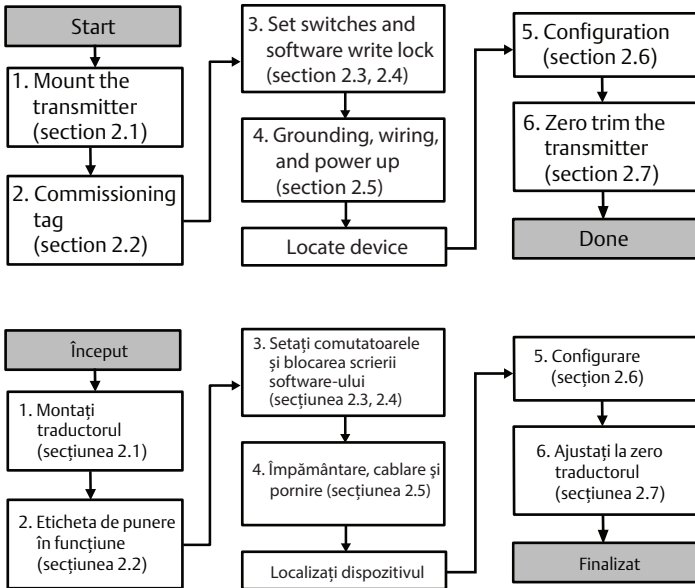 Start
1. Mount the
transmitter
(section 2.1)
2. Commissioning
tag
(section 2.2)
3. Set switches and
software write lock
(section 2.3, 2.4)
4. Grounding, wiring,
and power up
(section 2.5)
Locate device
5. Configuration
(section 2.6)
6. Zero trim the
transmitter
(section 2.7)
Done
Început
1. Montați
traductorul
(secțiunea 2.1)
2. Eticheta de punere
în funcțiune
(secțiunea 2.2)
3. Setați comutatoarele
și blocarea scrierii
software-ului
(secțiunea 2.3, 2.4)
4. Împământare, cablare și
pornire (secțiunea 2.5)
Localizați dispozitivul
5. Configurare
(secțion 2.6)
6. Ajustați la zero
traductorul
(secțiunea 2.7)
Finalizat